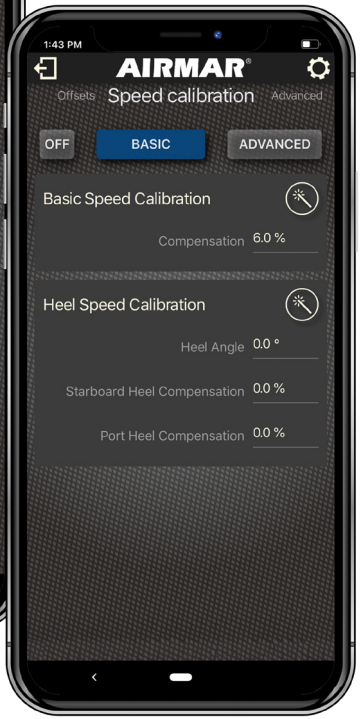 1:43 PM
AIRMAR®
Offsets Speed calibration Advanced
OFF BASIC ADVANCED
Basic Speed Calibration
Compensation 6.0 %
Heel Speed Calibration
Heel Angle 0.0 °
Starboard Heel Compensation 0.0 %
Port Heel Compensation 0.0 %